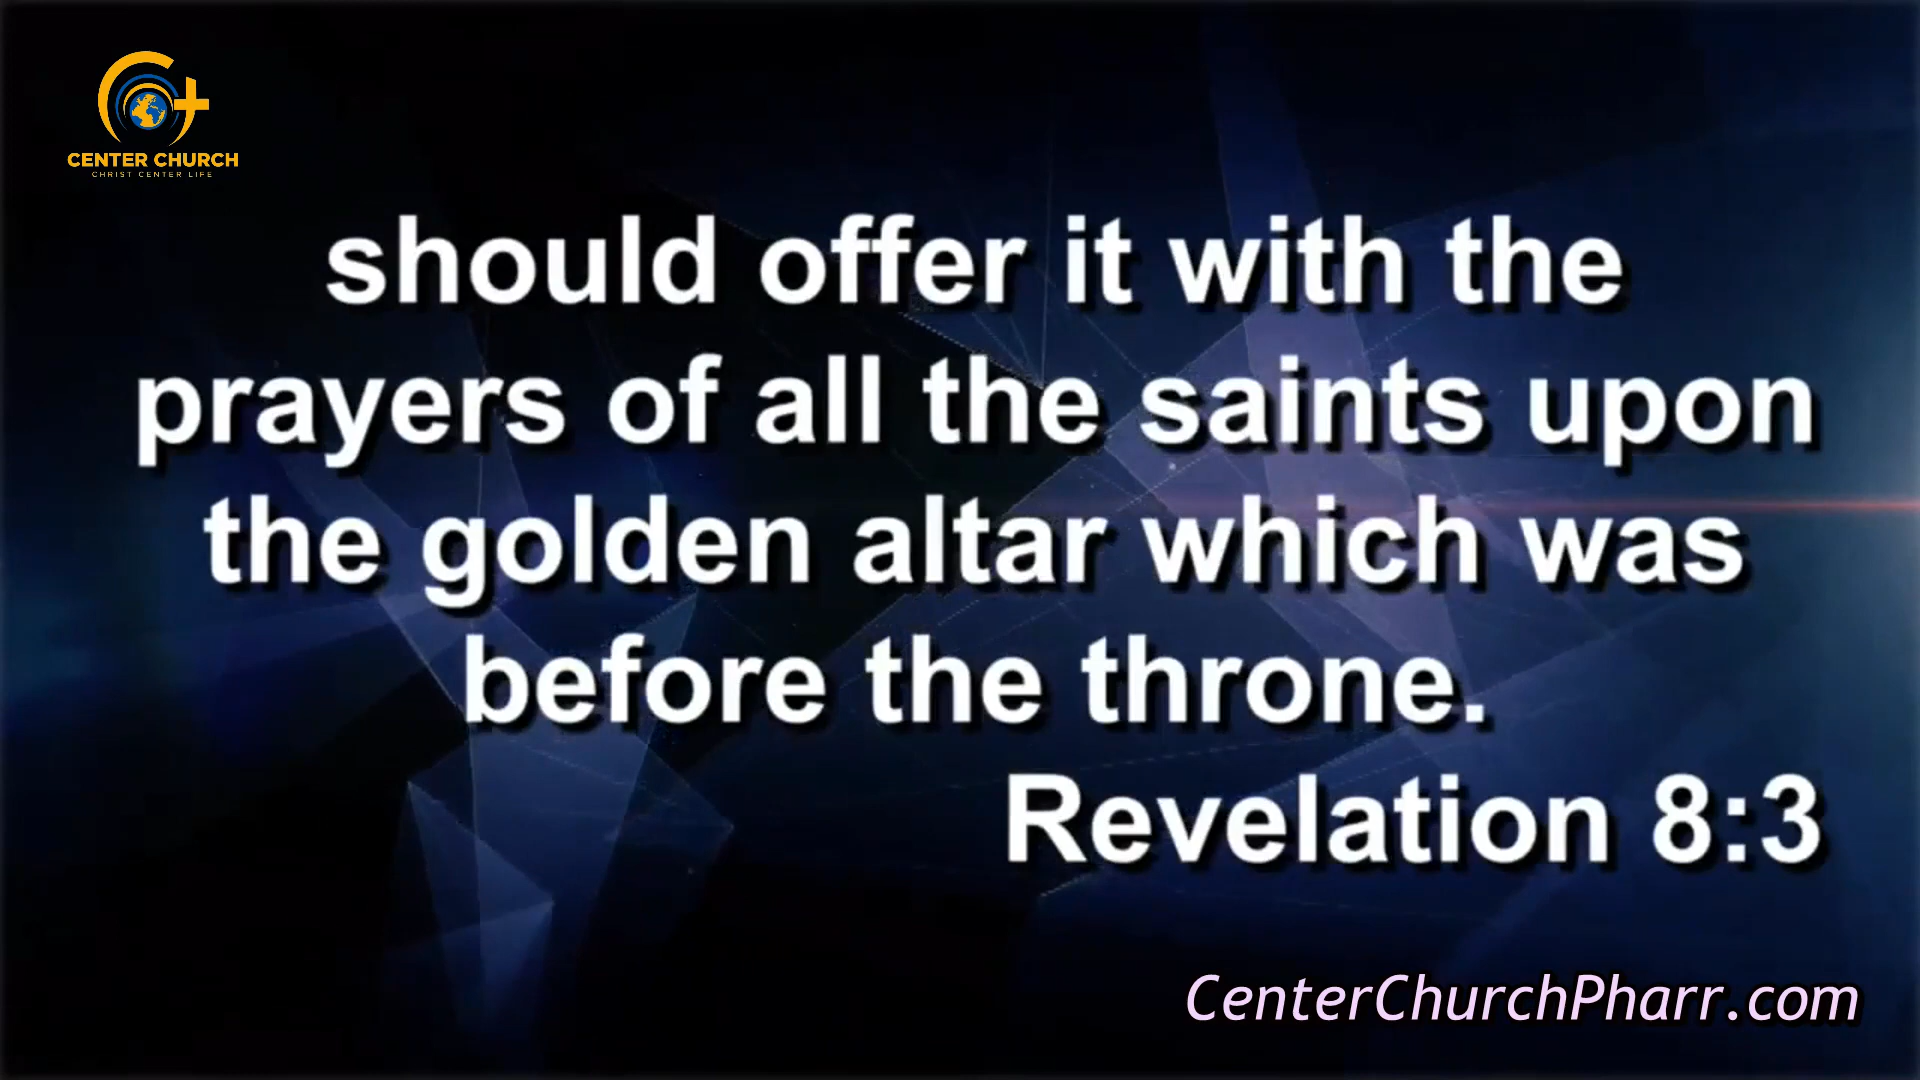 CENTER CHURCH
CHRIST CENTER LIFE
should offer it with the
prayers of all the saints upon
the golden altar which was
before the throne.
Revelation 8:3
CenterChurchPharr.com